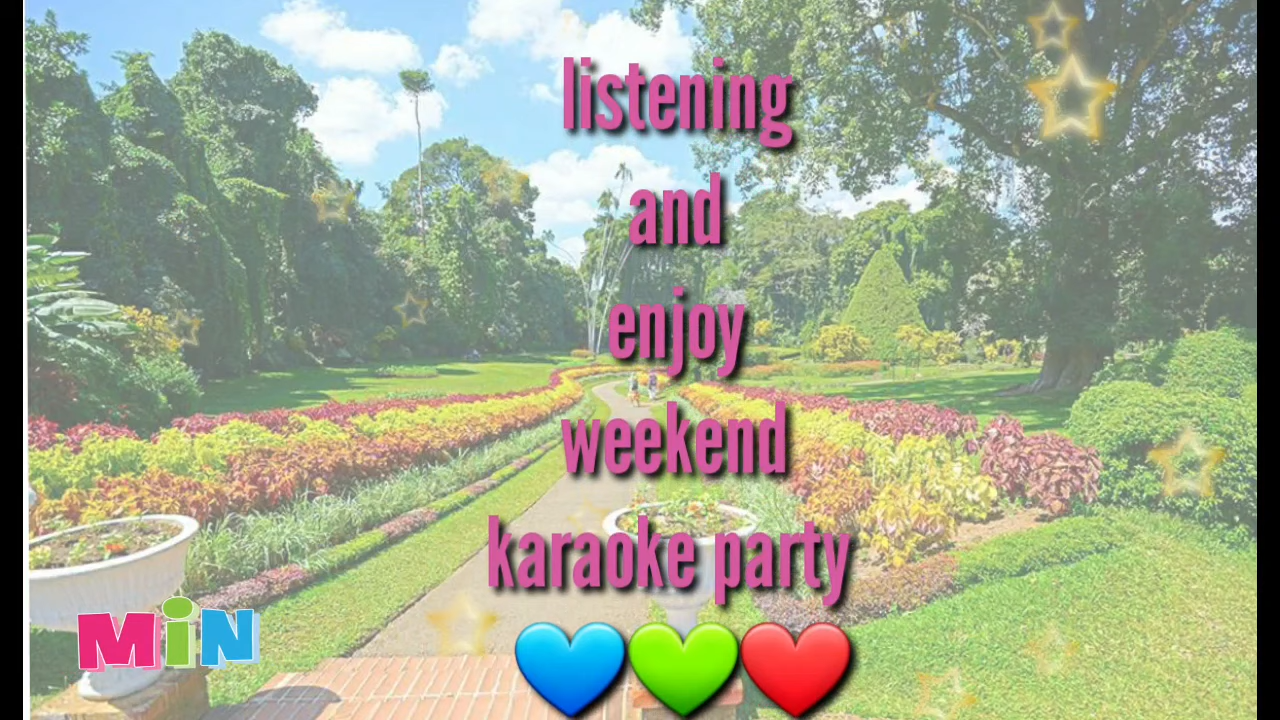 listening
and
enjoy
weekend
karaoke party
💙💚❤️
MiN